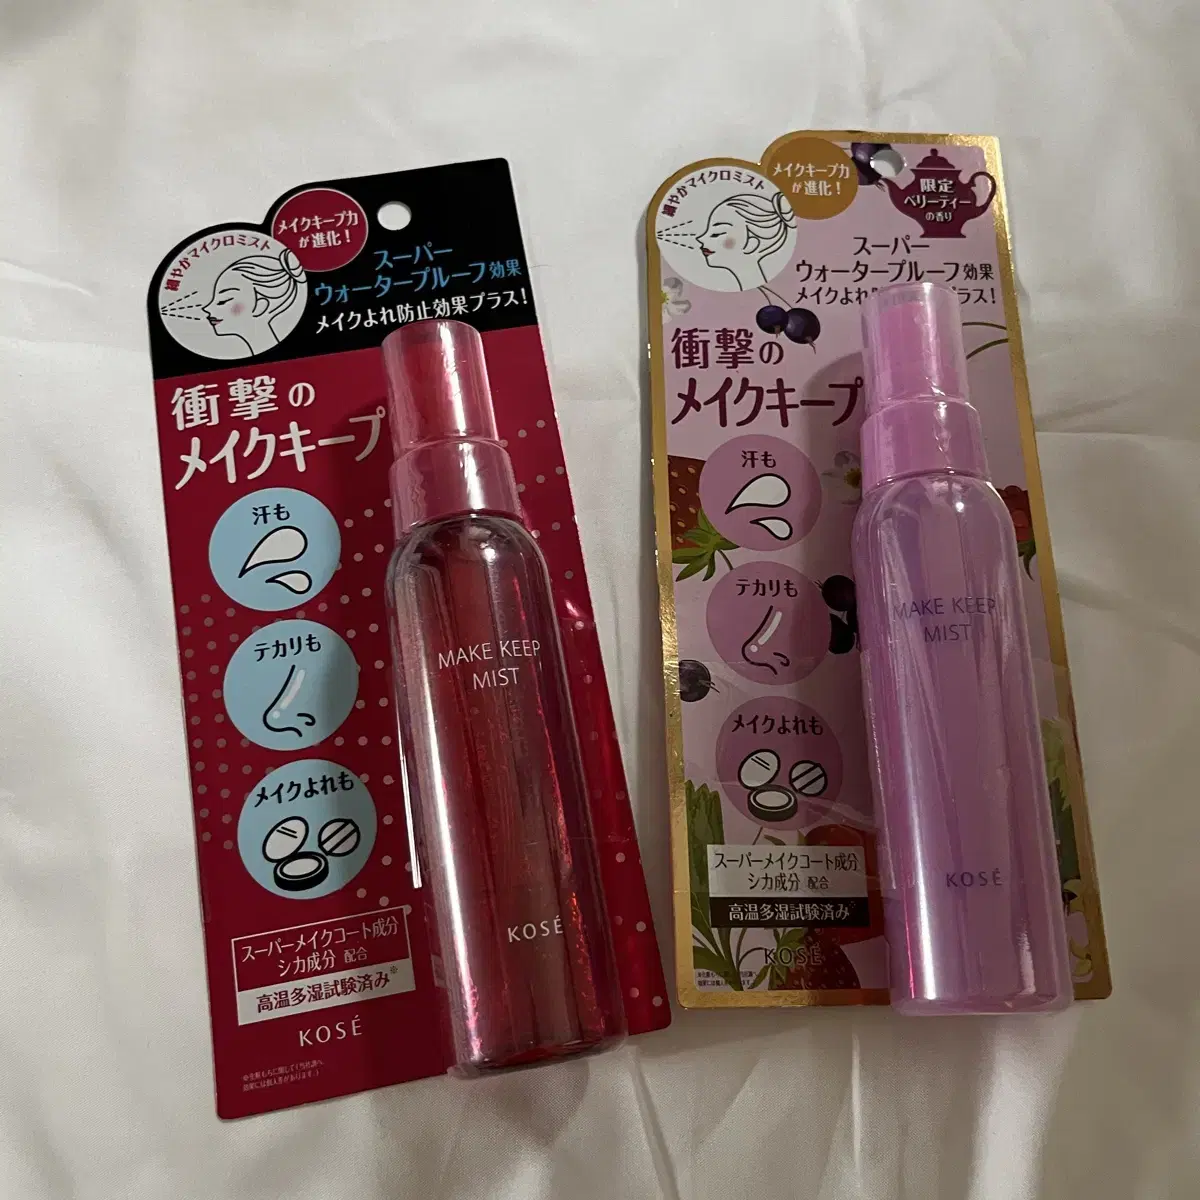 細やかマイクロミスト
メイクキープ力
が進化!
スーパー
ウォータープルーフ効果
メイクよれ防止効果プラス!
衝撃の
メイクキープ
汗も
テカリも
メイクよれも
スーパーメイクコート成分
シカ成分 配合
高温多湿試験済み※
KOSÉ
MAKE KEEP
MIST
KOSÉ
細やかマイクロミスト
メイクキープ力
が進化!
限定
ベリーティー
の香り
スーパー
ウォータープルーフ効果
メイクよれ プラス!
衝撃の
メイクキープ
汗も
テカリも
メイクよれも
スーパーメイクコート成分
シカ成分 配合
高温多湿試験済み※
KOSÉ
MAKE KEEP
MIST
KOSÉ